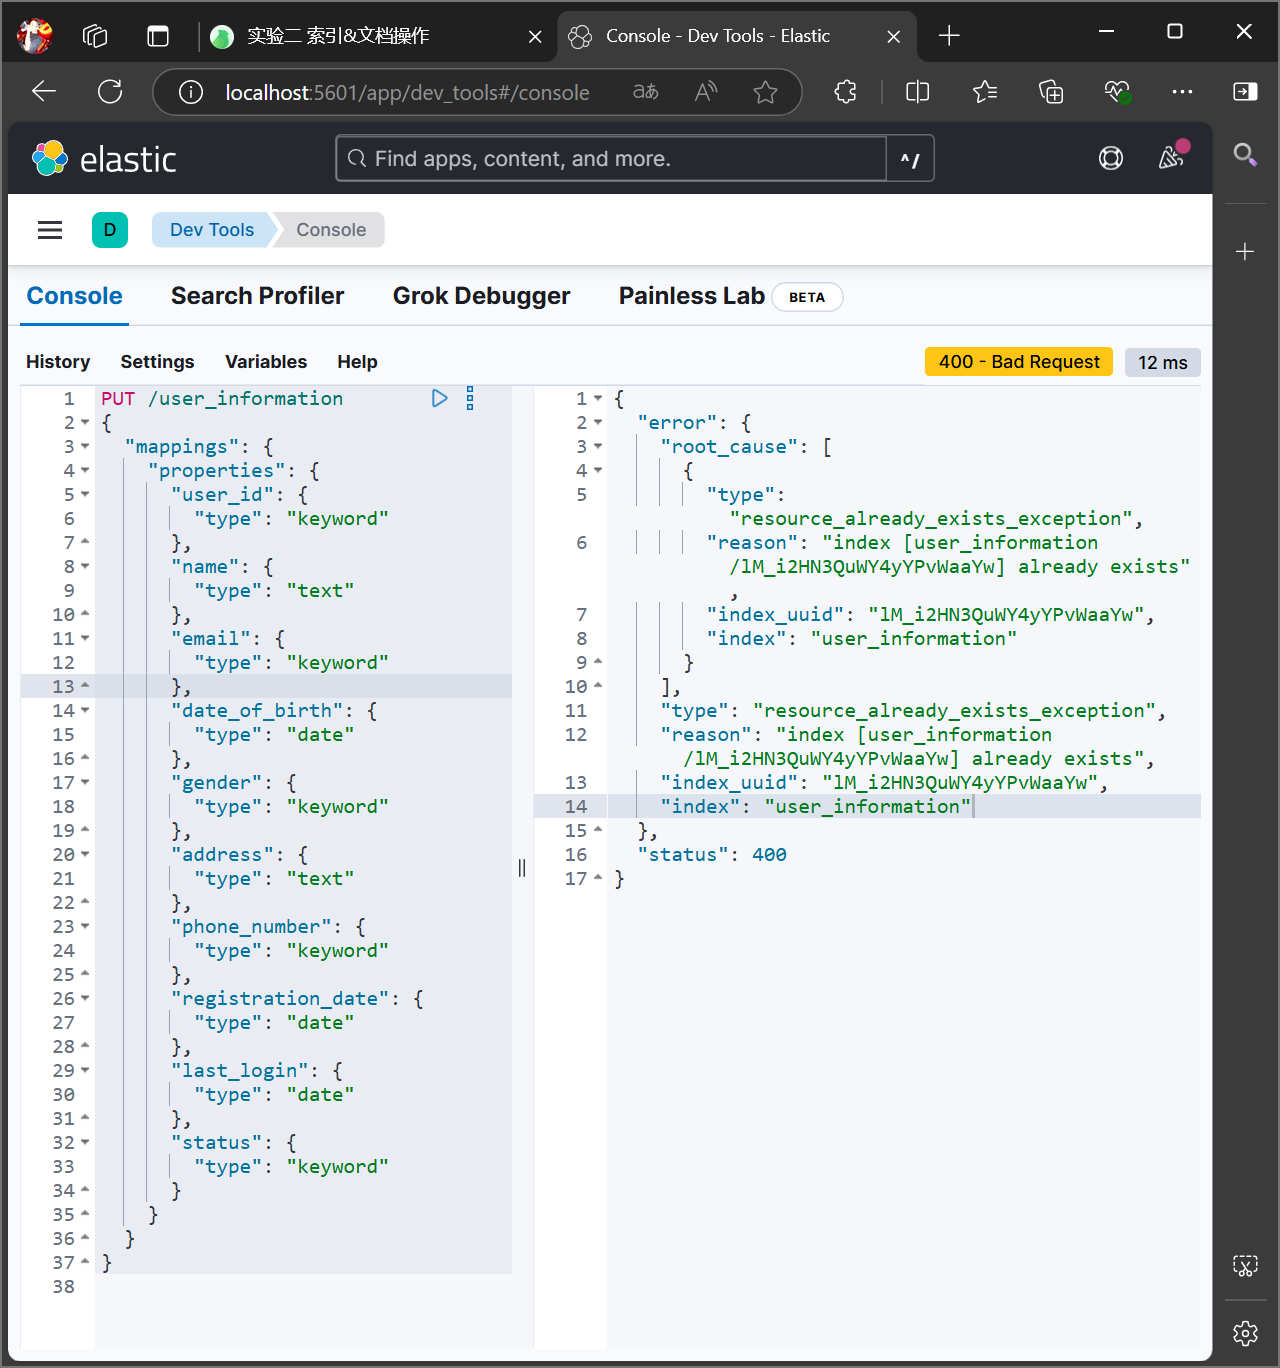 实验二 索引&文档操作
Console - Dev Tools - Elastic
localhost:5601/app/dev_tools#/console
elastic
Find apps, content, and more.
^/
D
Dev Tools
Console
Console
Search Profiler
Grok Debugger
Painless Lab
BETA
History
Settings
Variables
Help
400 - Bad Request
12 ms
1 PUT /user_information
2 {
3 "mappings": {
4 "properties": {
5 "user_id": {
6 "type": "keyword"
7 },
8 "name": {
9 "type": "text"
10 },
11 "email": {
12 "type": "keyword"
13 },
14 "date_of_birth": {
15 "type": "date"
16 },
17 "gender": {
18 "type": "keyword"
19 },
20 "address": {
21 "type": "text"
22 },
23 "phone_number": {
24 "type": "keyword"
25 },
26 "registration_date": {
27 "type": "date"
28 },
29 "last_login": {
30 "type": "date"
31 },
32 "status": {
33 "type": "keyword"
34 }
35 }
36 }
37 }
38
1 {
2 "error": {
3 "root_cause": [
4 {
5 "type":
"resource_already_exists_exception",
6 "reason": "index [user_information
/lM_i2HN3QuWY4yYPvWaaYw] already exists"
,
7 "index_uuid": "lM_i2HN3QuWY4yYPvWaaYw",
8 "index": "user_information"
9 }
10 ],
11 "type": "resource_already_exists_exception",
12 "reason": "index [user_information
/lM_i2HN3QuWY4yYPvWaaYw] already exists",
13 "index_uuid": "lM_i2HN3QuWY4yYPvWaaYw",
14 "index": "user_information"
15 },
16 "status": 400
17 }